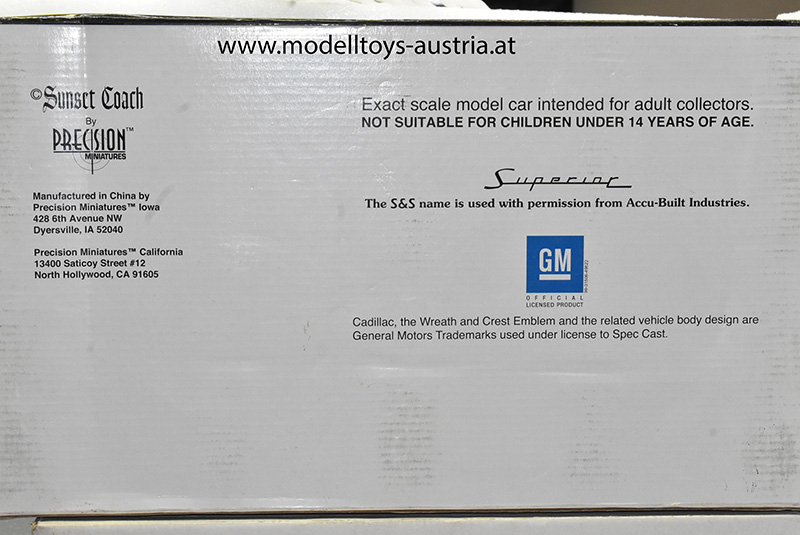 www.modelltoys-austria.at
©Sunset Coach
By
PRECISION™
MINIATURES
Manufactured in China by
Precision Miniatures™ Iowa
428 6th Avenue NW
Dyersville, IA 52040
Precision Miniatures™ California
13400 Saticoy Street #12
North Hollywood, CA 91605
Exact scale model car intended for adult collectors.
NOT SUITABLE FOR CHILDREN UNDER 14 YEARS OF AGE.
Superior
The S&S name is used with permission from Accu-Built Industries.
GM
OFFICIAL
LICENSED PRODUCT
Cadillac, the Wreath and Crest Emblem and the related vehicle body design are
General Motors Trademarks used under license to Spec Cast.